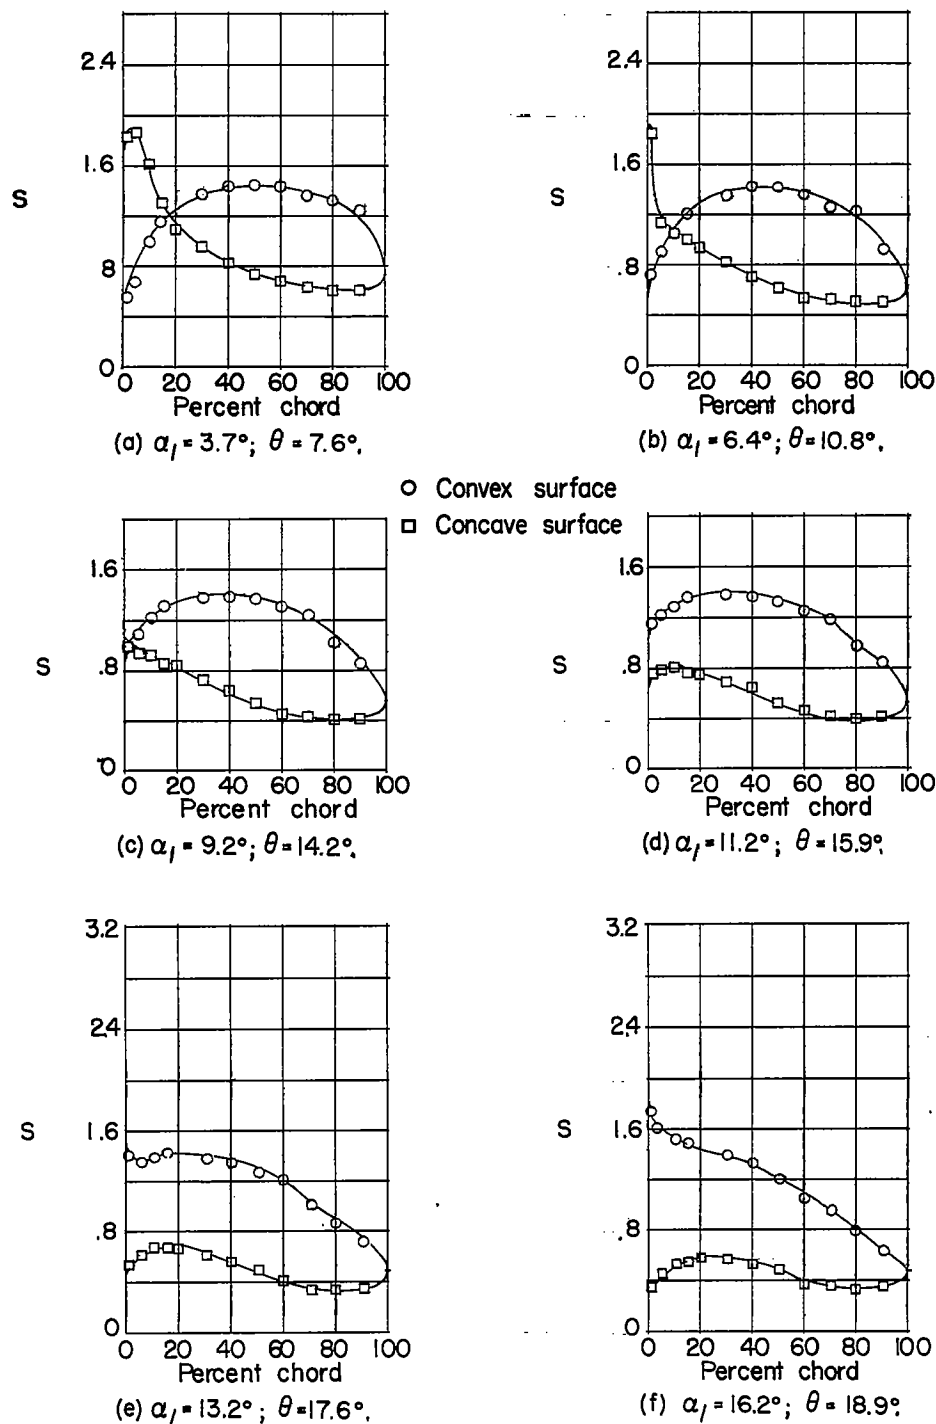 2.4
1.6
S
.8
0
0 20 40 60 80 100
Percent chord
(a) α₁ = 3.7°; θ = 7.6°.
2.4
1.6
S
.8
0
0 20 40 60 80 100
Percent chord
(b) α₁ = 6.4°; θ = 10.8°.
Convex surface
Concave surface
1.6
S
.8
0
0 20 40 60 80 100
Percent chord
(c) α₁ = 9.2°; θ = 14.2°.
1.6
S
.8
0
0 20 40 60 80 100
Percent chord
(d) α₁ = 11.2°; θ = 15.9°.
3.2
2.4
1.6
S
.8
0
0 20 40 60 80 100
Percent chord
(e) α₁ = 13.2°; θ = 17.6°.
3.2
2.4
1.6
S
.8
0
0 20 40 60 80 100
Percent chord
(f) α₁ = 16.2°; θ = 18.9°.